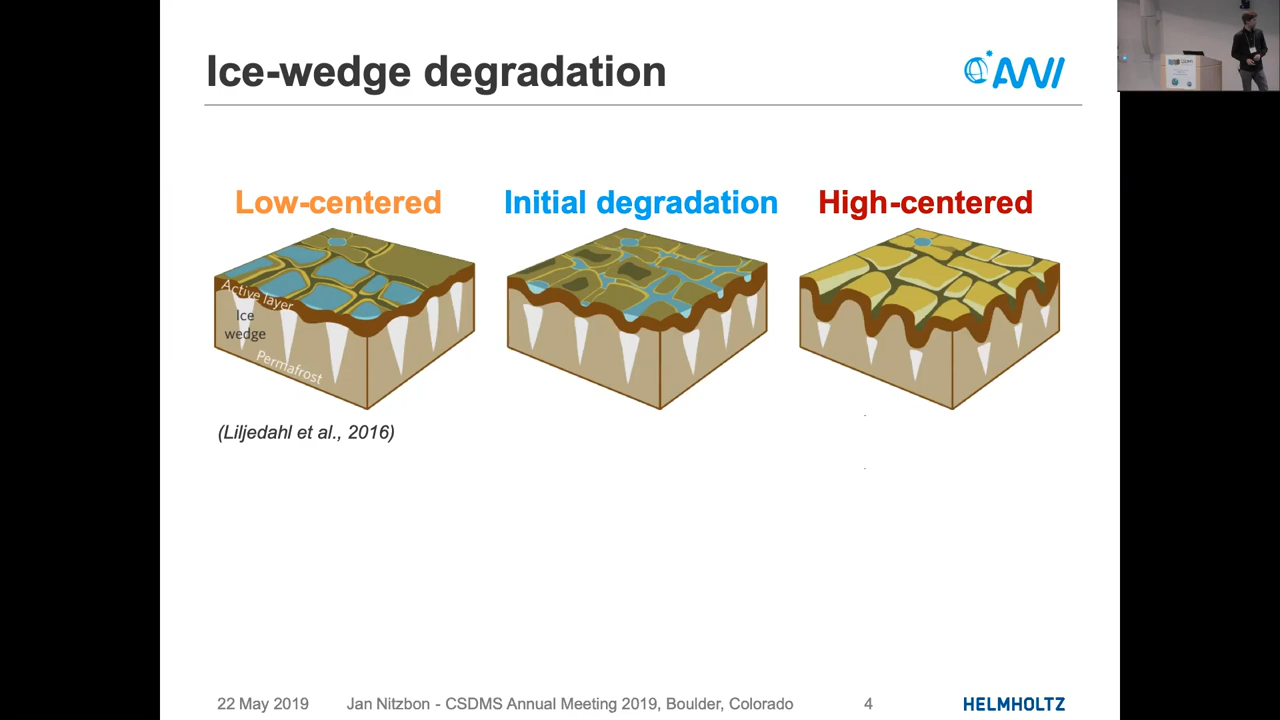 Ice-wedge degradation
AWI
Low-centered
Initial degradation
High-centered
Active layer
Ice
wedge
Permafrost
(Liljedahl et al., 2016)
22 May 2019
Jan Nitzbon - CSDMS Annual Meeting 2019, Boulder, Colorado
4
HELMHOLTZ